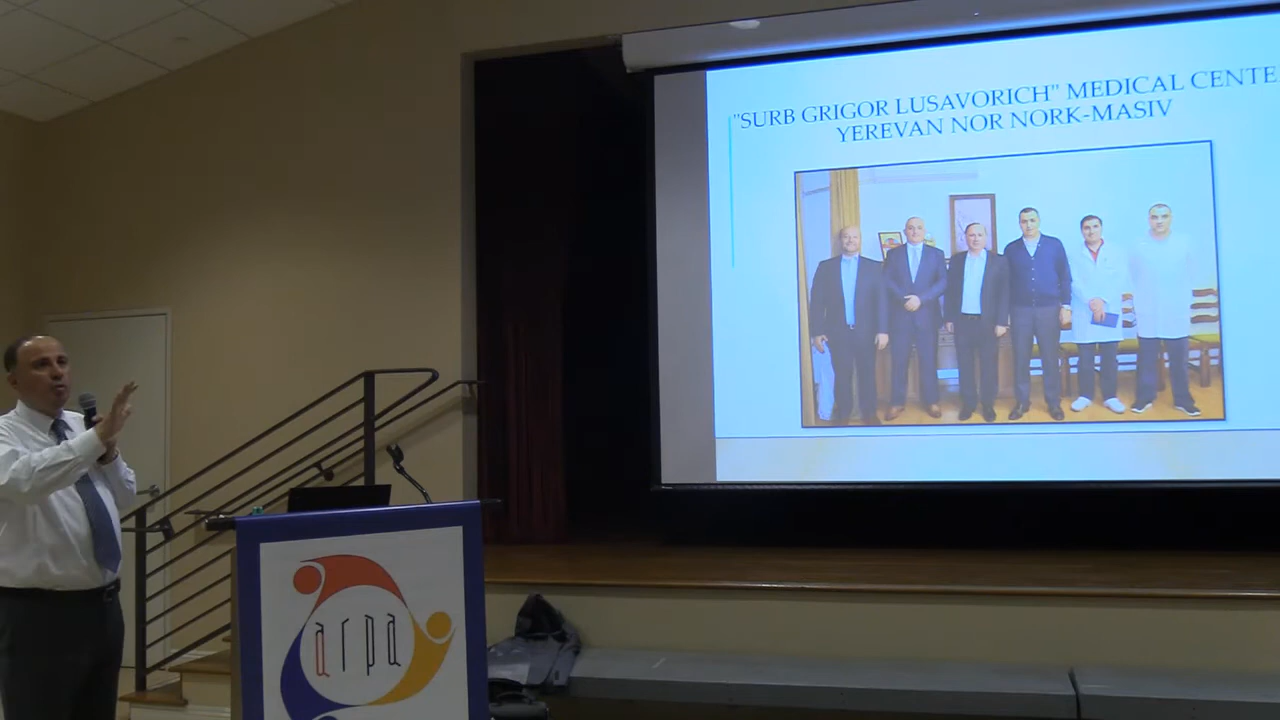 "SURB GRIGOR LUSAVORICH" MEDICAL CENTE
YEREVAN NOR NORK-MASIV
arpa